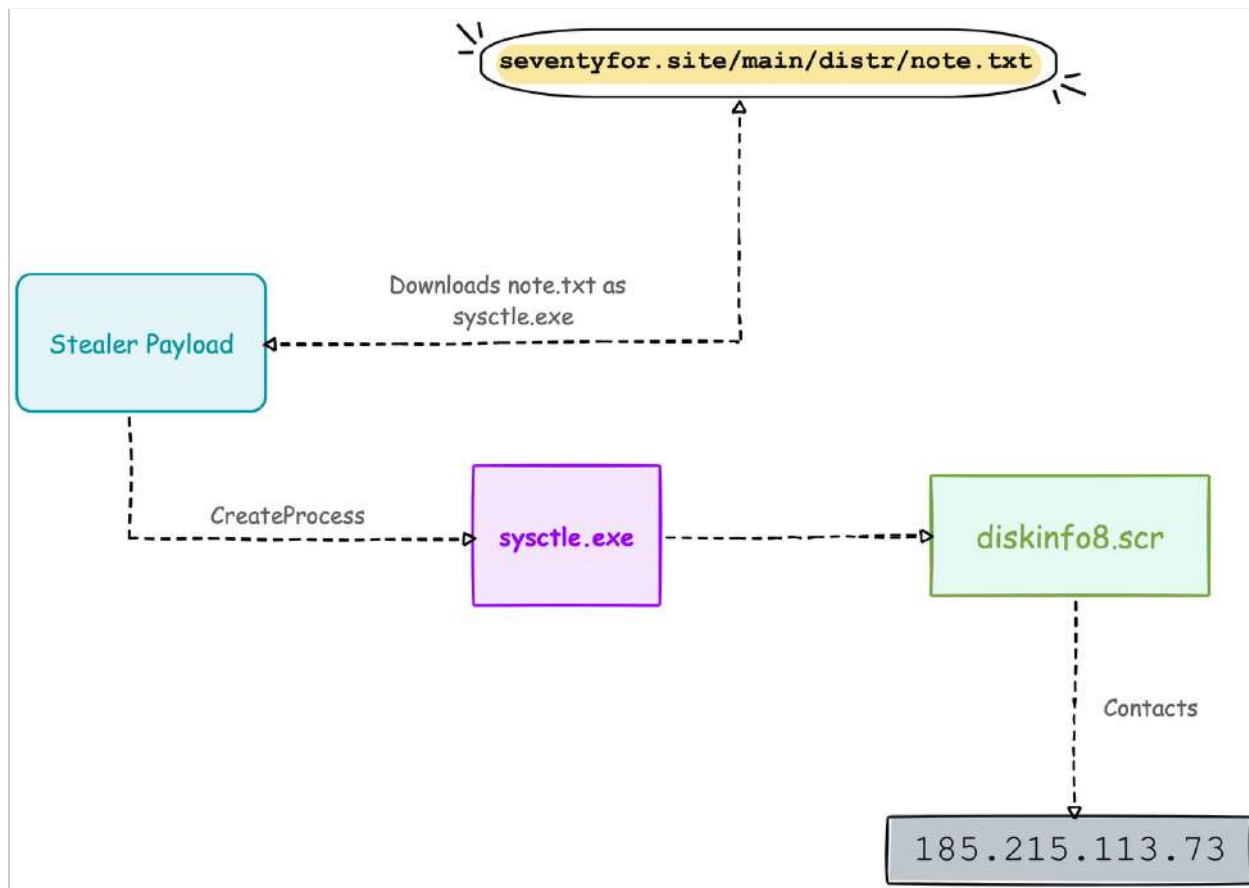 seventyfor.site/main/distr/note.txt
Downloads note.txt as
sysctle.exe
Stealer Payload
CreateProcess
sysctle.exe
diskinfo8.scr
Contacts
185.215.113.73